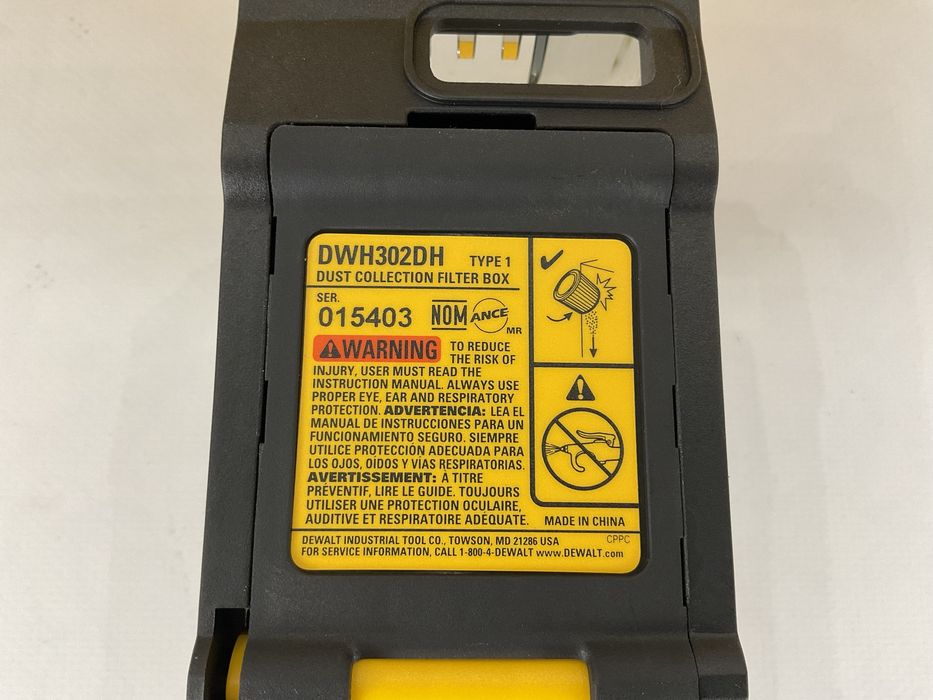 DWH302DH TYPE 1
DUST COLLECTION FILTER BOX
SER.
015403 NOM ANCE MR
WARNING TO REDUCE
THE RISK OF
INJURY, USER MUST READ THE
INSTRUCTION MANUAL. ALWAYS USE
PROPER EYE, EAR AND RESPIRATORY
PROTECTION. ADVERTENCIA: LEA EL
MANUAL DE INSTRUCCIONES PARA UN
FUNCIONAMIENTO SEGURO. SIEMPRE
UTILICE PROTECCIÓN ADECUADA PARA
LOS OJOS, OÍDOS Y VÍAS RESPIRATORIAS.
AVERTISSEMENT: À TITRE
PRÉVENTIF, LIRE LE GUIDE. TOUJOURS
UTILISER UNE PROTECTION OCULAIRE,
AUDITIVE ET RESPIRATOIRE ADÉQUATE.
MADE IN CHINA
DEWALT INDUSTRIAL TOOL CO., TOWSON, MD 21286 USA
CPPC
FOR SERVICE INFORMATION, CALL 1-800-4-DEWALT www.DEWALT.com